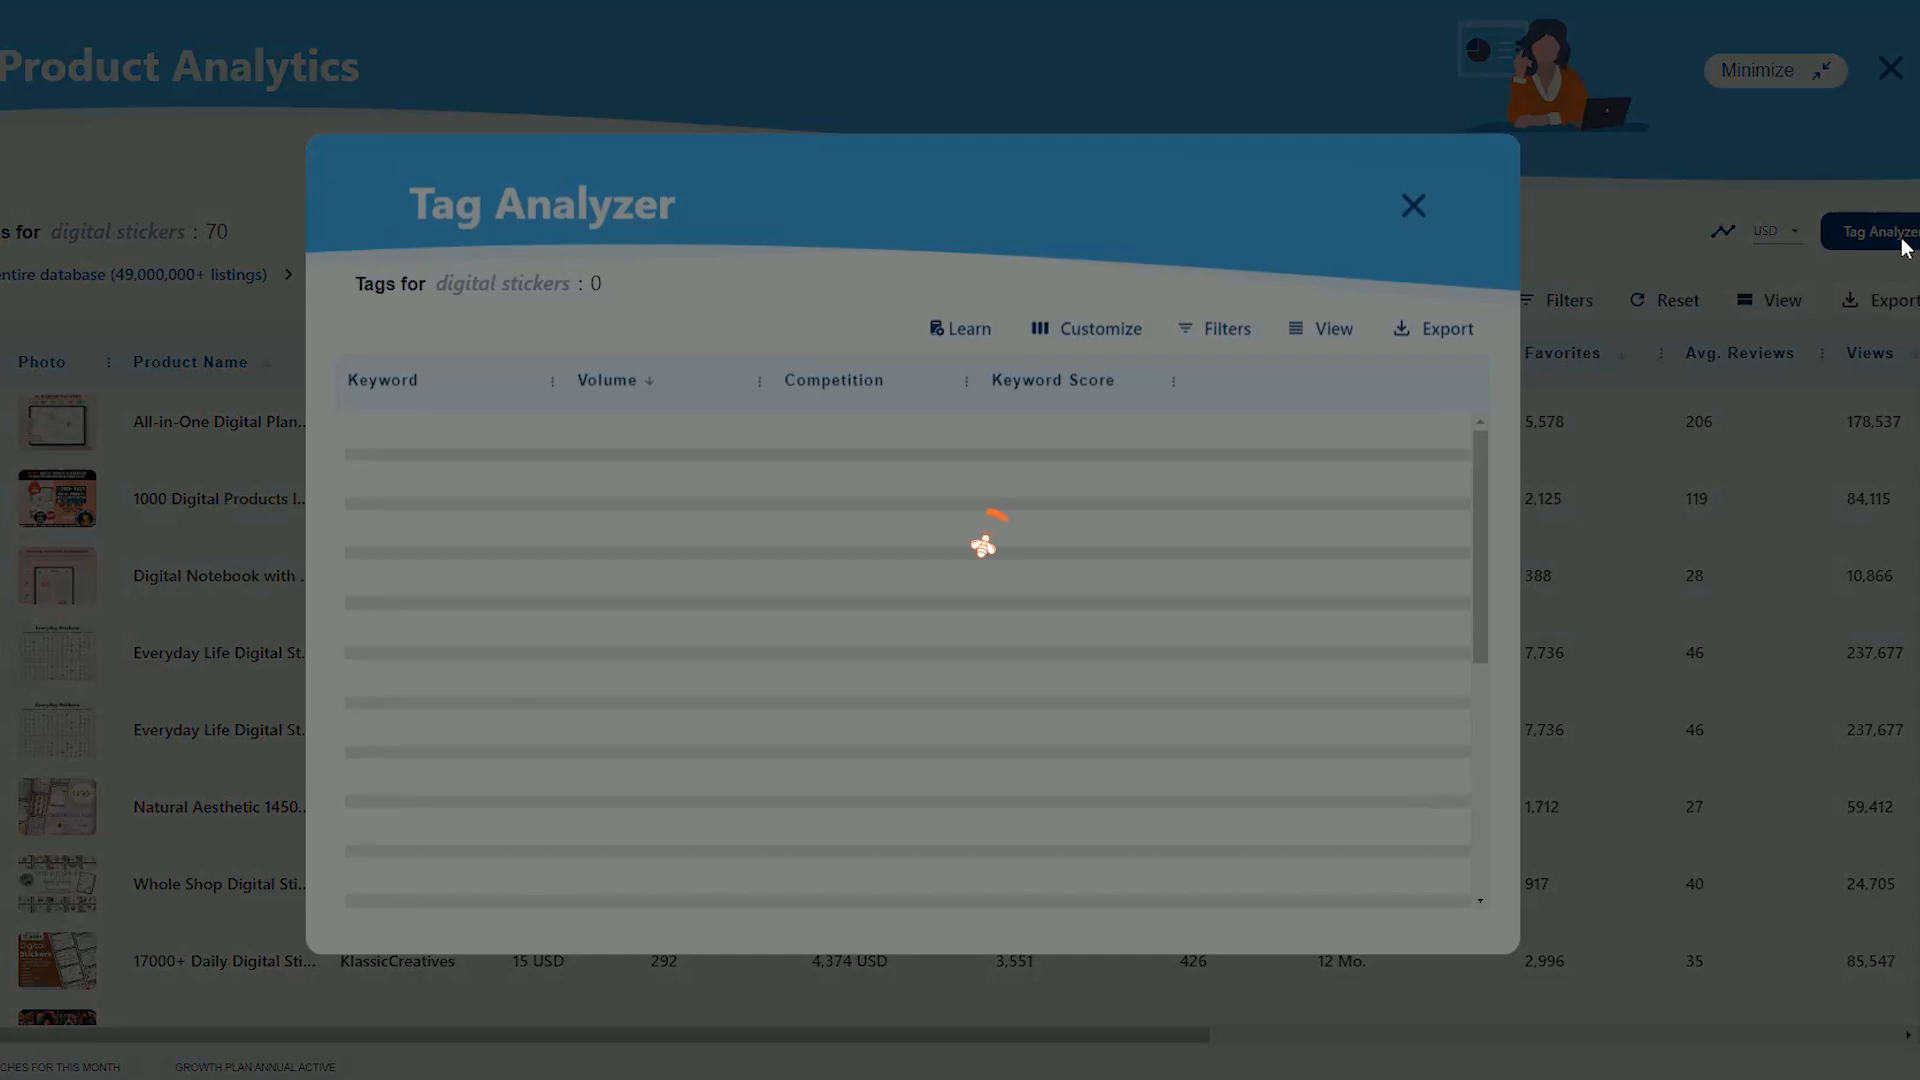 Product Analytics
Minimize
s for digital stickers : 70
USD
Tag Analyze
entire database (49,000,000+ listings)
Filters
Reset
View
Export
Photo
Product Name
Favorites
Avg. Reviews
Views
All-in-One Digital Plan...
5,578
206
178,537
1000 Digital Products I...
2,125
119
84,115
Digital Notebook with .
388
28
10,866
Everyday Life Digital St.
7,736
46
237,677
Everyday Life Digital St.
7,736
46
237,677
Natural Aesthetic 1450..
1,712
27
59,412
Whole Shop Digital Sti..
917
40
24,705
17000+ Daily Digital Sti...
KlassicCreatives
15 USD
292
4,374 USD
3,551
426
12 Mo.
2,996
35
85,547
Tag Analyzer
Tags for digital stickers : 0
Learn
Customize
Filters
View
Export
Keyword
Volume
Competition
Keyword Score
CHES FOR THIS MONTH
GROWTH PLAN ANNUAL ACTIVE